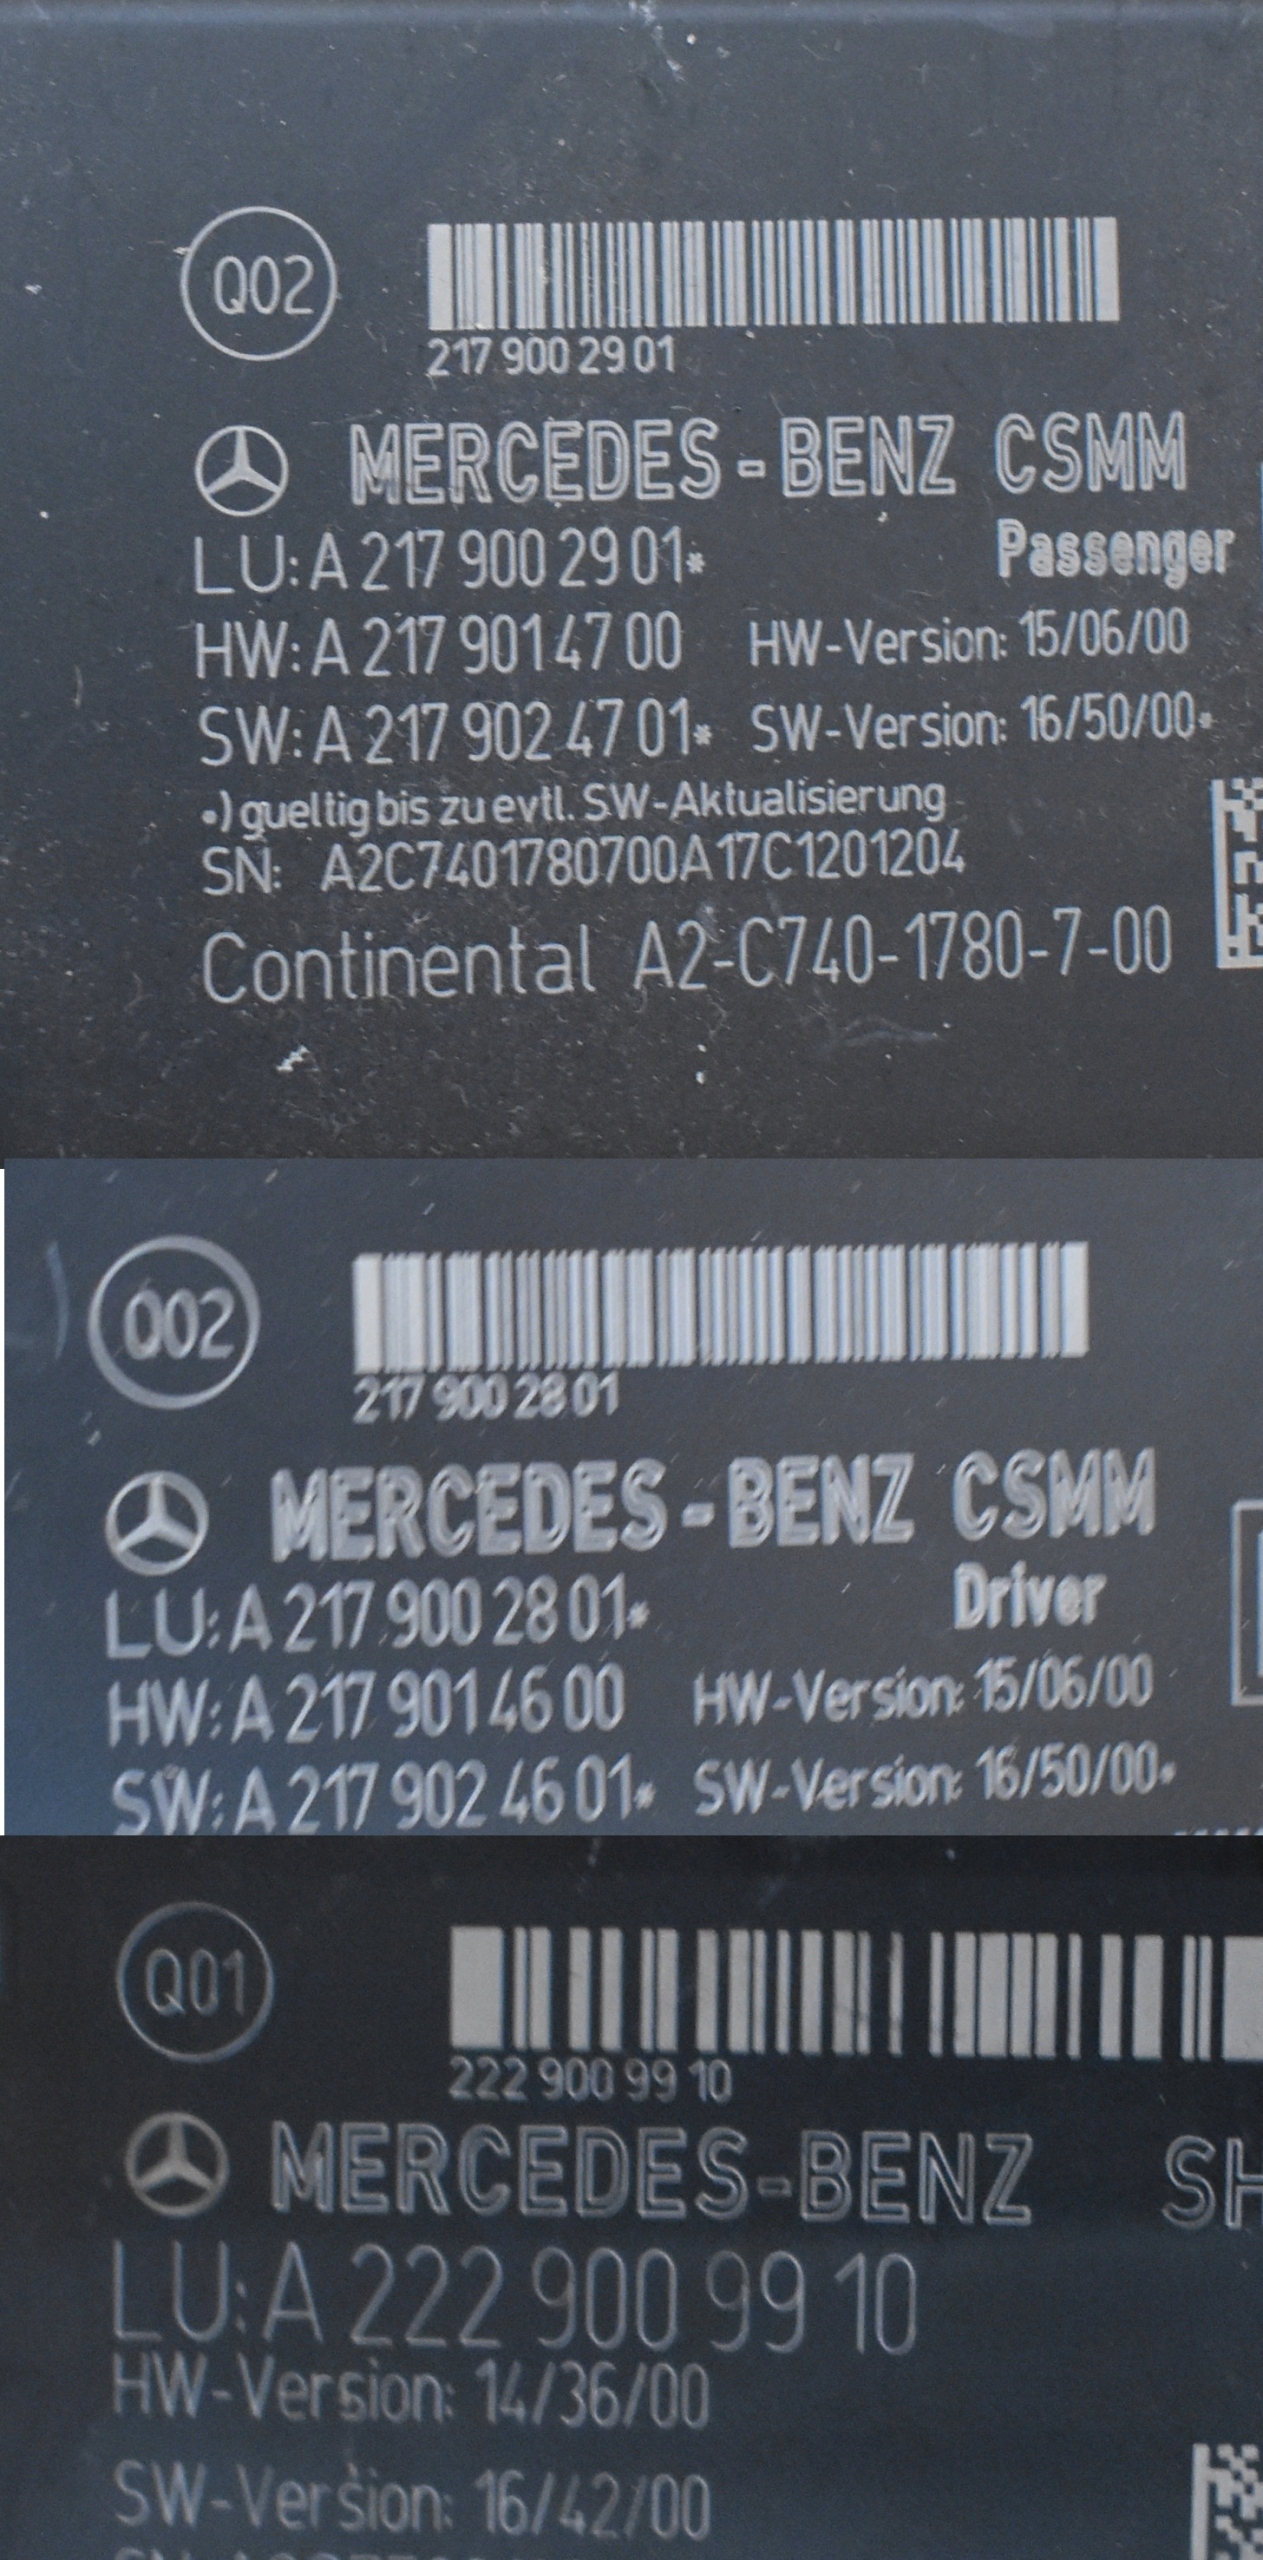 Q02
217 900 29 01
MERCEDES-BENZ CSMM
LU: A 217 900 29 01* Passenger
HW: A 217 901 47 00 HW-Version: 15/06/00
SW: A 217 902 47 01* SW-Version: 16/50/00*
*) gueltig bis zu evtl. SW-Aktualisierung
SN: A2C7401780700A17C1201204
Continental A2-C740-1780-7-00
Q02
217 900 28 01
MERCEDES-BENZ CSMM
LU: A 217 900 28 01* Driver
HW: A 217 901 46 00 HW-Version: 15/06/00
SW: A 217 902 46 01* SW-Version: 16/50/00*
Q01
222 900 99 10
MERCEDES-BENZ SH
LU: A 222 900 99 10
HW-Version: 14/36/00
SW-Version: 16/42/00